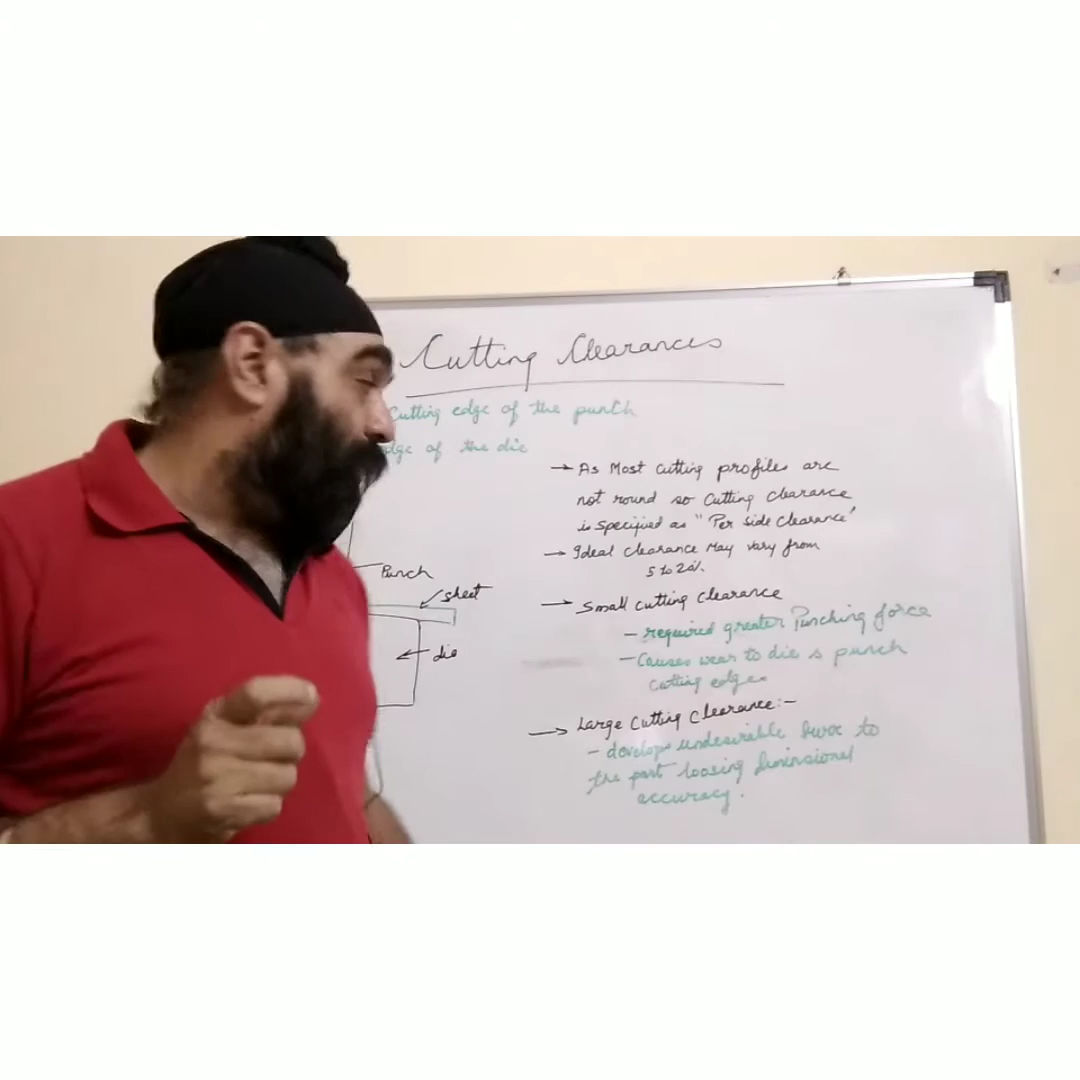 Cutting Clearances
Cutting edge of the punch
edge of the die
→ As Most cutting profiles are
not round so cutting clearance
is specified as "Per side clearance"
→ Ideal clearance May vary from
5 to 20%
Punch
sheet
die
→ Small cutting clearance
- required greater Punching force
- Causes wear to die & punch
cutting edges
→ Large Cutting Clearance:-
- develops undesirable burr to
the part loosing diminsional
accuracy.